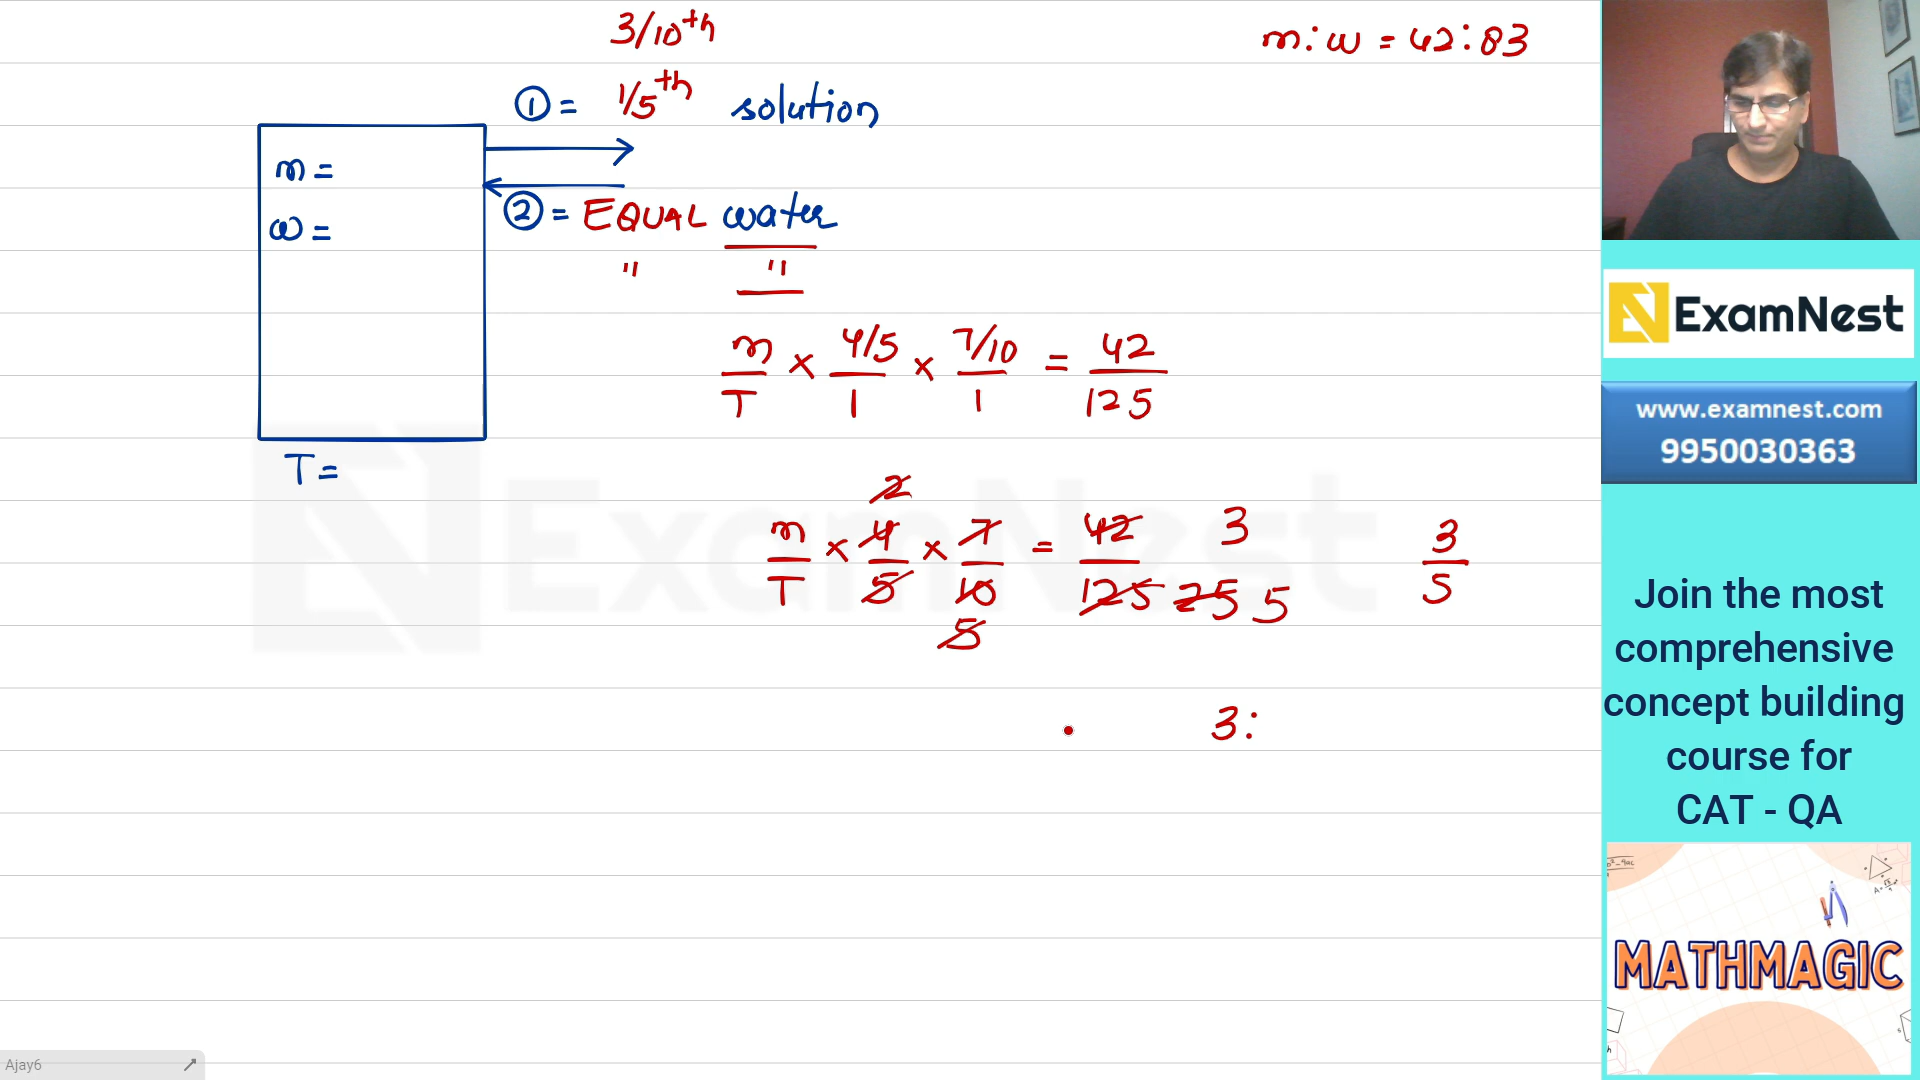 3/10th
m:w = 42:83
① = 1/5th solution
m =
② = EQUAL water
w =
" "
m/T × 4/5/1 × 7/10/1 = 42/125
T =
2
m/T × 4/5 × 7/10 = 42/125 3 25 5 3/5
5
3:
ExamNest
ExamNest
www.examnest.com
9950030363
Join the most
comprehensive
concept building
course for
CAT - QA
MATHMAGIC
Ajay6